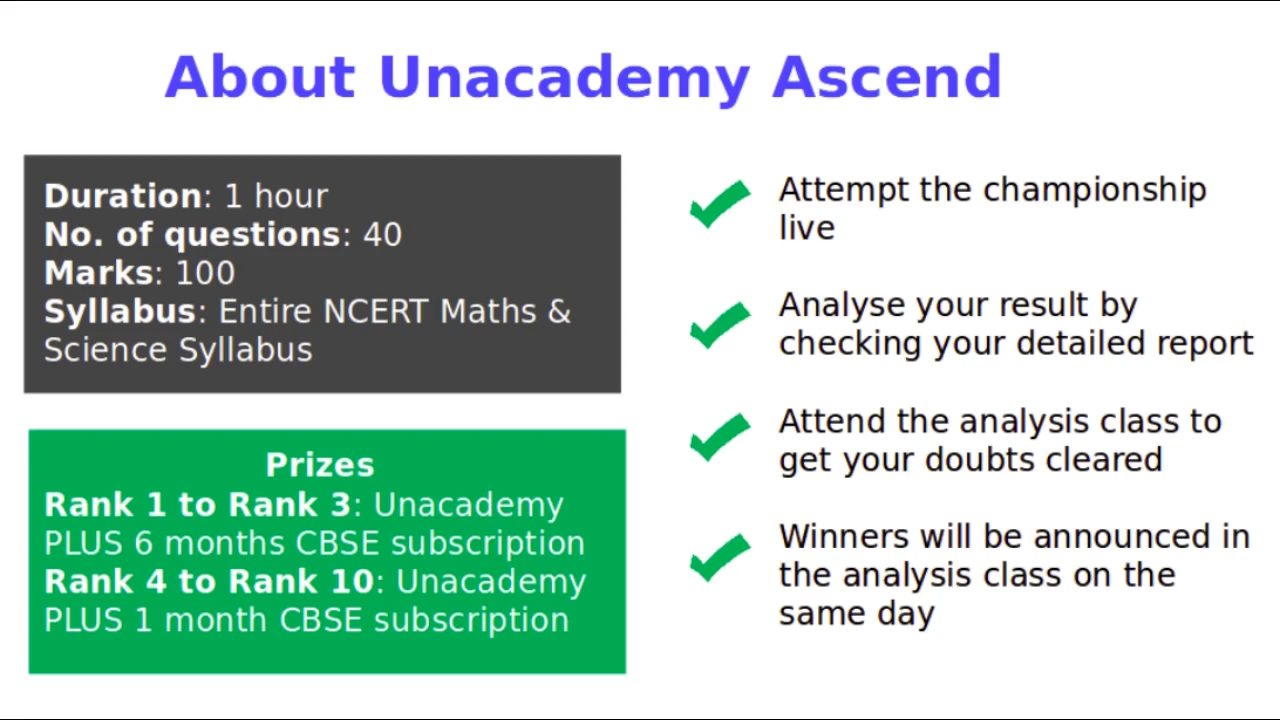 About Unacademy Ascend
Duration: 1 hour
No. of questions: 40
Marks: 100
Syllabus: Entire NCERT Maths &
Science Syllabus
Prizes
Rank 1 to Rank 3: Unacademy
PLUS 6 months CBSE subscription
Rank 4 to Rank 10: Unacademy
PLUS 1 month CBSE subscription
Attempt the championship
live
Analyse your result by
checking your detailed report
Attend the analysis class to
get your doubts cleared
Winners will be announced in
the analysis class on the
same day